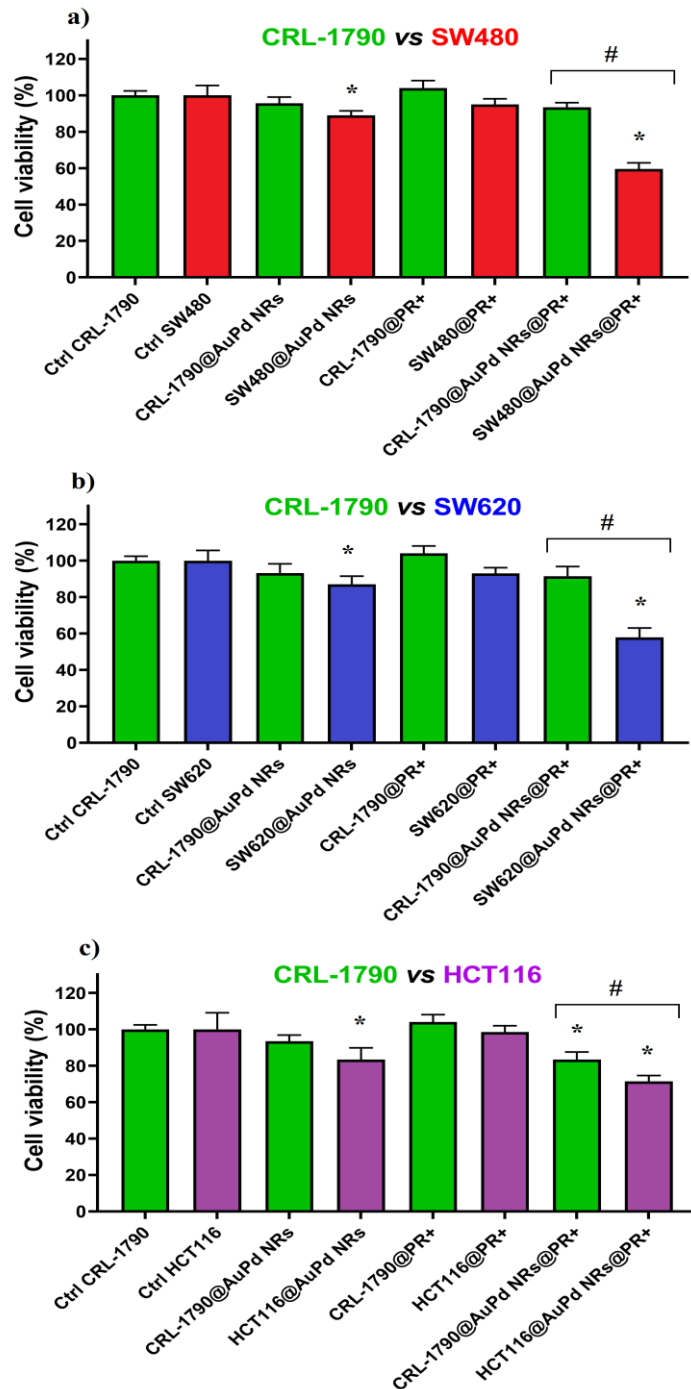 a)
CRL-1790 vs SW480
#
*
*
Cell viability (%)
120
100
80
60
40
20
0
Ctrl CRL-1790
Ctrl SW480
CRL-1790@AuPd NRs
SW480@AuPd NRs
CRL-1790@PR+
SW480@PR+
CRL-1790@AuPd NRs@PR+
SW480@AuPd NRs@PR+
b)
CRL-1790 vs SW620
#
*
*
Cell viability (%)
120
100
80
60
40
20
0
Ctrl CRL-1790
Ctrl SW620
CRL-1790@AuPd NRs
SW620@AuPd NRs
CRL-1790@PR+
SW620@PR+
CRL-1790@AuPd NRs@PR+
SW620@AuPd NRs@PR+
c)
CRL-1790 vs HCT116
#
*
*
*
Cell viability (%)
120
100
80
60
40
20
0
Ctrl CRL-1790
Ctrl HCT116
CRL-1790@AuPd NRs
HCT116@AuPd NRs
CRL-1790@PR+
HCT116@PR+
CRL-1790@AuPd NRs@PR+
HCT116@AuPd NRs@PR+